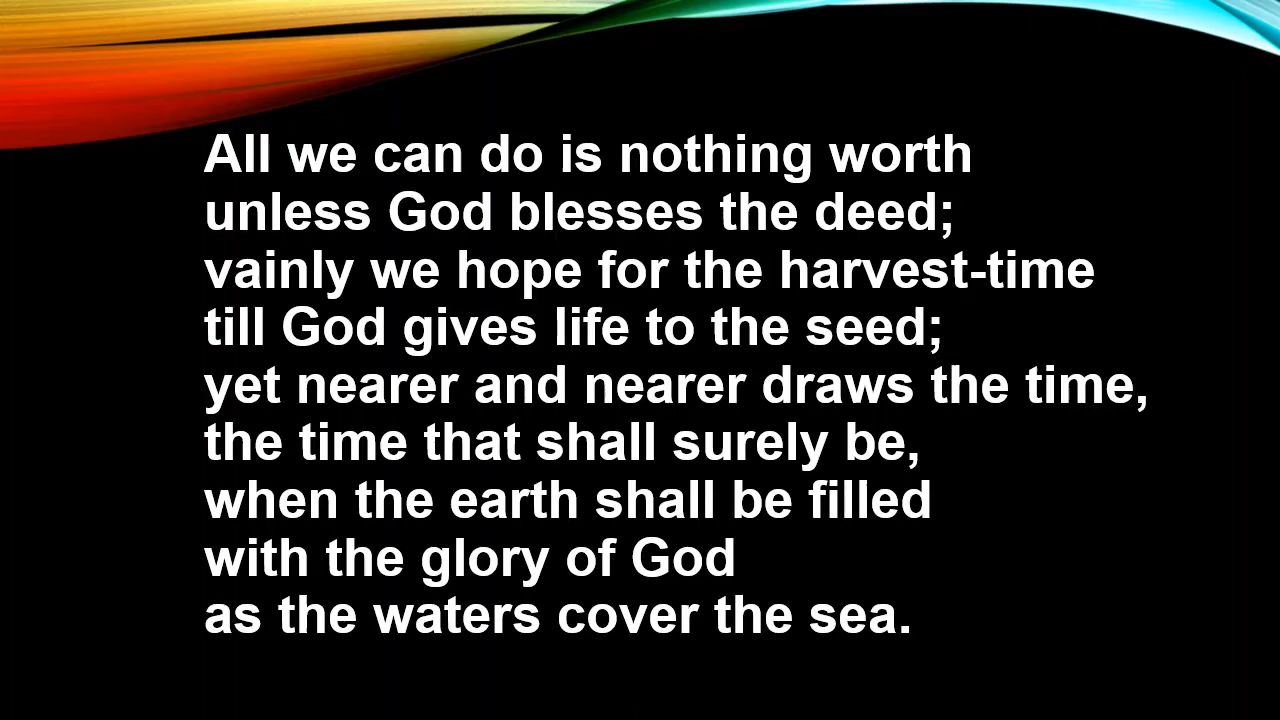 All we can do is nothing worth
unless God blesses the deed;
vainly we hope for the harvest-time
till God gives life to the seed;
yet nearer and nearer draws the time,
the time that shall surely be,
when the earth shall be filled
with the glory of God
as the waters cover the sea.